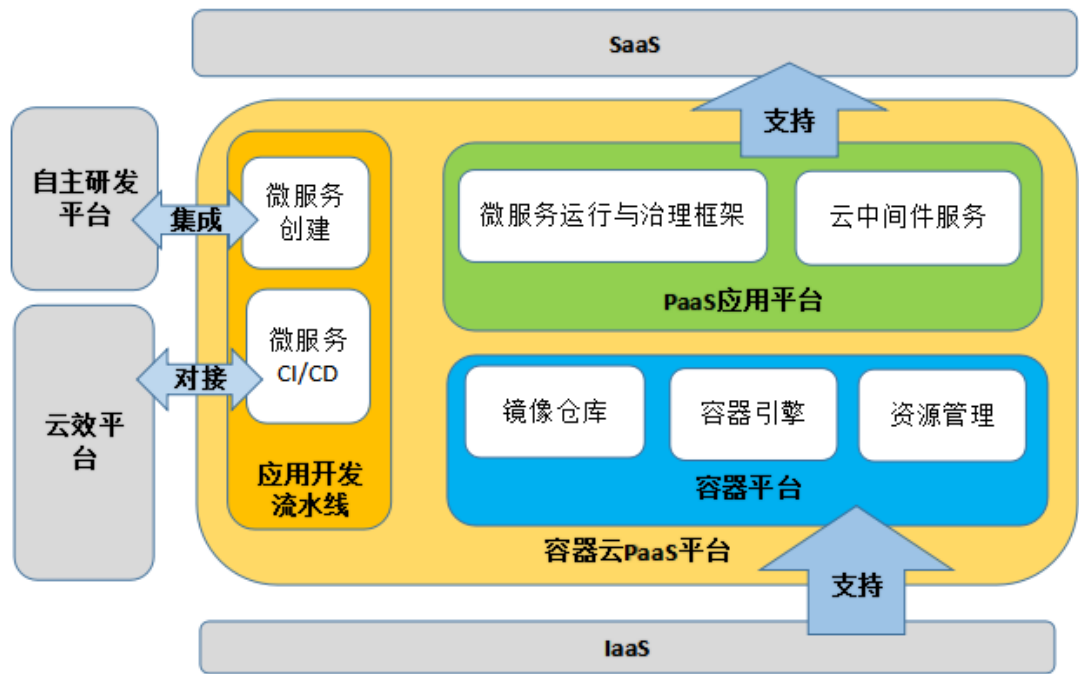 SaaS
支持
自主研发
平台
集成
微服务
创建
微服务运行与治理框架
云中间件服务
PaaS应用平台
云效平
台
对接
微服务
CI/CD
应用开发
流水线
镜像仓库
容器引擎
资源管理
容器平台
容器云PaaS平台
支持
IaaS